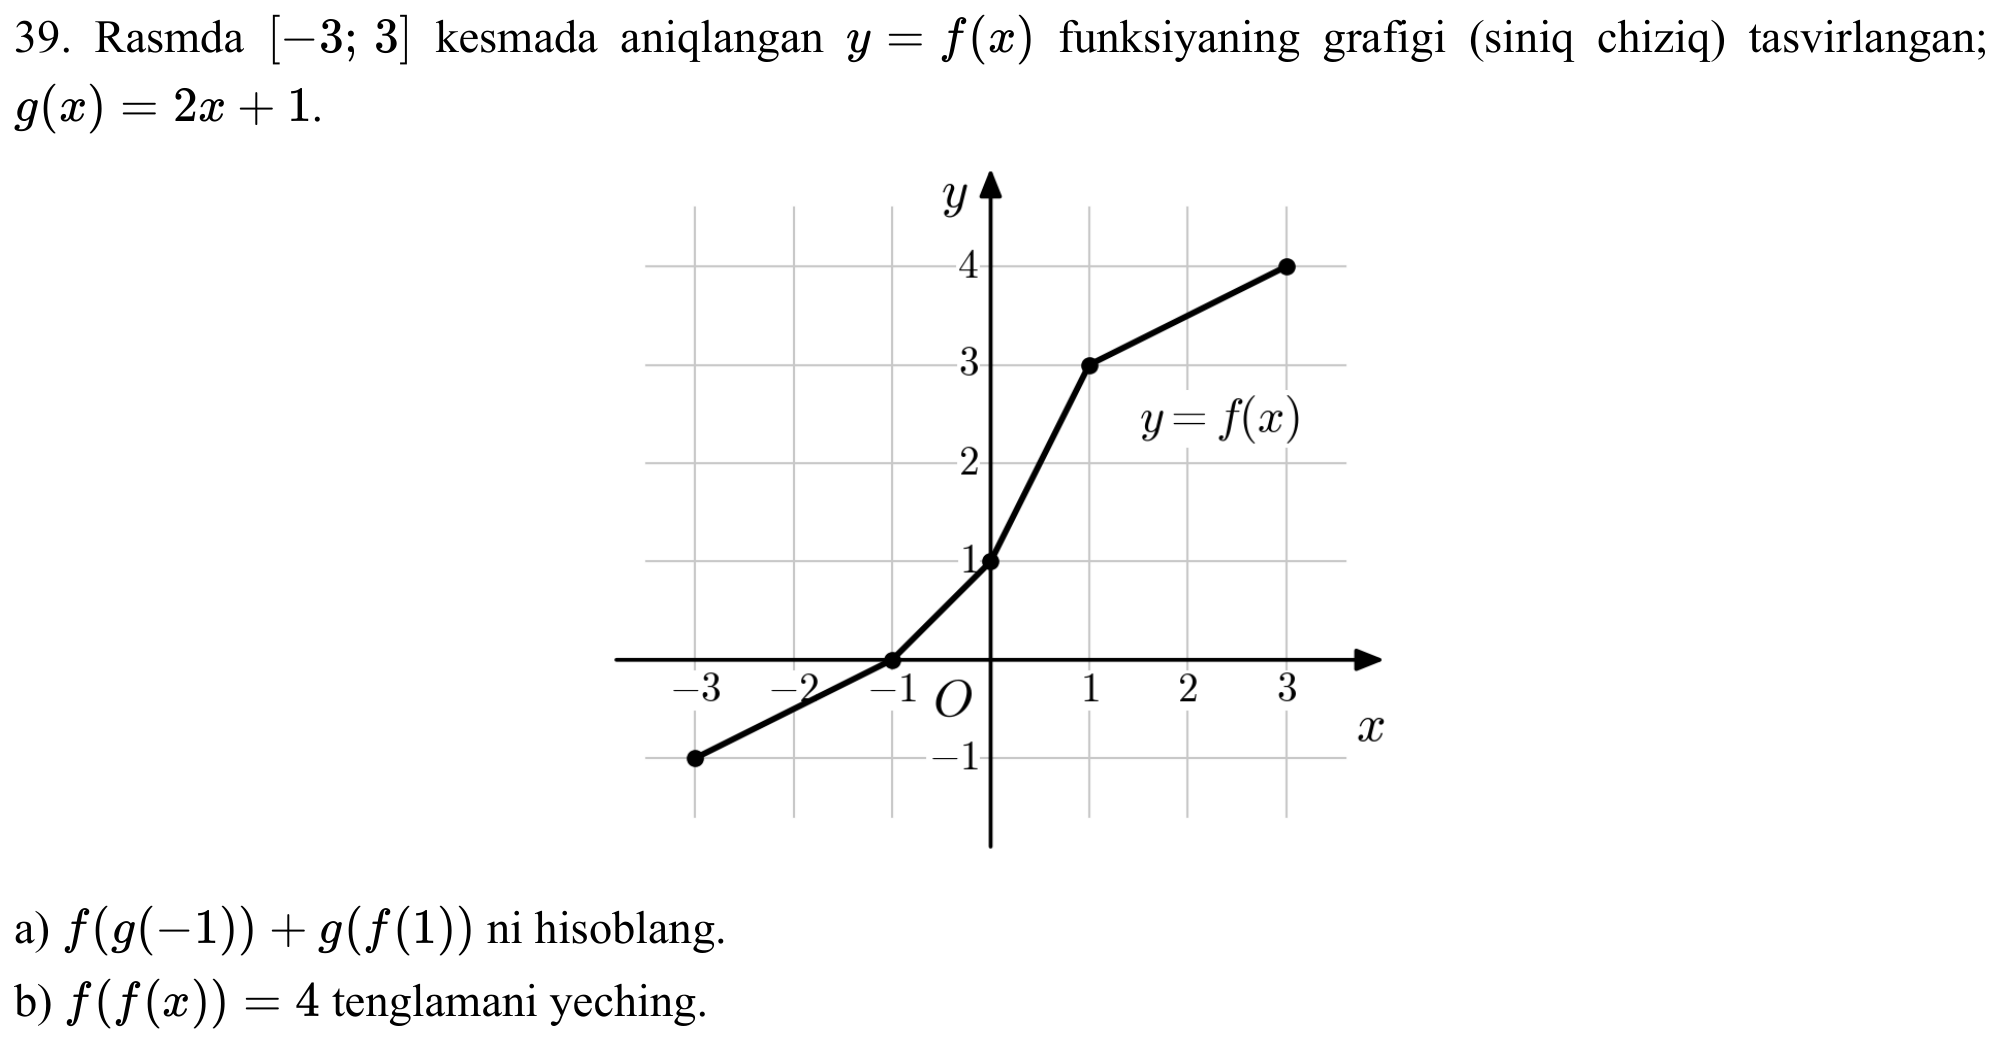 39. Rasmda [−3; 3] kesmada aniqlangan y = f(x) funksiyaning grafigi (siniq chiziq) tasvirlangan;
g(x) = 2x + 1.
y
4
3
y = f(x)
2
1
−3 −2 −1 O 1 2 3
x
−1
a) f(g(−1)) + g(f(1)) ni hisoblang.
b) f(f(x)) = 4 tenglamani yeching.